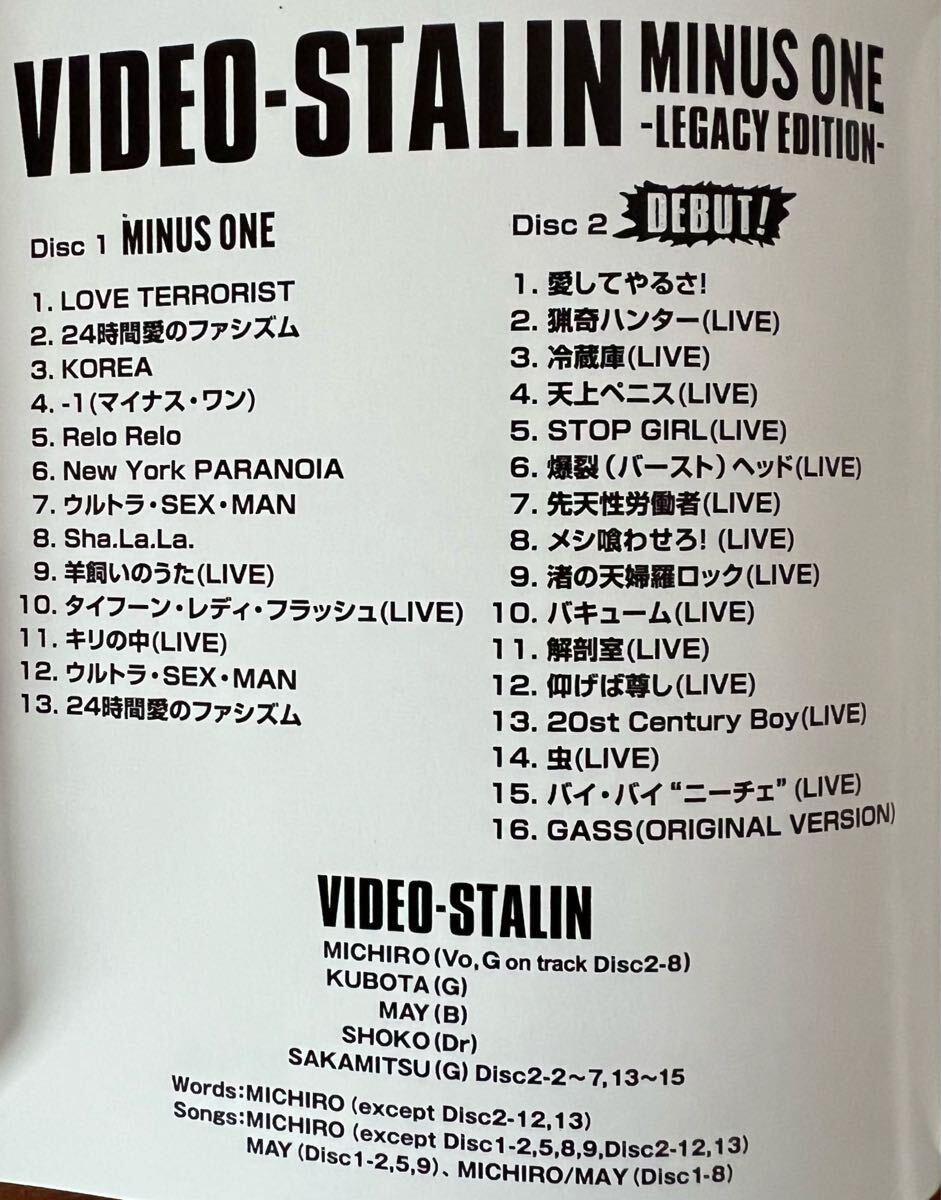 VIDEO-STALIN MINUS ONE
-LEGACY EDITION-
Disc 1 MINUS ONE
1. LOVE TERRORIST
2. 24時間愛のファシズム
3. KOREA
4. -1(マイナス・ワン)
5. Relo Relo
6. New York PARANOIA
7. ウルトラ・SEX・MAN
8. Sha.La.La.
9. 羊飼いのうた(LIVE)
10. タイフーン・レディ・フラッシュ(LIVE)
11. キリの中(LIVE)
12. ウルトラ・SEX・MAN
13. 24時間愛のファシズム
Disc 2 DEBUT!
1. 愛してやるさ!
2. 猟奇ハンター(LIVE)
3. 冷蔵庫(LIVE)
4. 天上ペニス(LIVE)
5. STOP GIRL(LIVE)
6. 爆裂(バースト)ヘッド(LIVE)
7. 先天性労働者(LIVE)
8. メシ喰わせろ! (LIVE)
9. 渚の天婦羅ロック(LIVE)
10. バキューム(LIVE)
11. 解剖室(LIVE)
12. 仰げば尊し(LIVE)
13. 20st Century Boy(LIVE)
14. 虫(LIVE)
15. バイ・バイ“ニーチェ”(LIVE)
16. GASS(ORIGINAL VERSION)
VIDEO-STALIN
MICHIRO(Vo,G on track Disc2-8)
KUBOTA(G)
MAY(B)
SHOKO(Dr)
SAKAMITSU(G) Disc2-2〜7,13〜15
Words:MICHIRO (except Disc2-12,13)
Songs:MICHIRO (except Disc1-2,5,8,9,Disc2-12,13)
MAY(Disc1-2,5,9)、MICHIRO/MAY(Disc1-8)